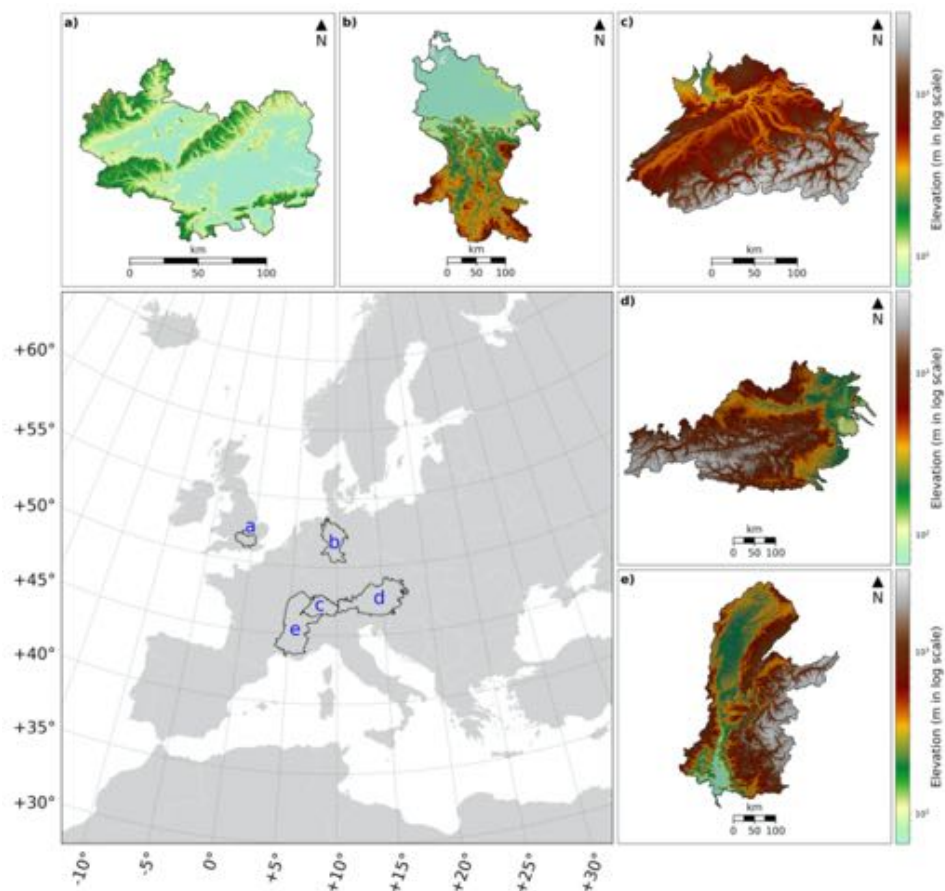 a)
N
km
0 50 100
b)
N
km
0 50 100
c)
N
km
0 50 100
Elevation (m in log scale)
+60°
+55°
+50°
+45°
+40°
+35°
+30°
-10°
-5°
0°
+5°
+10°
+15°
+20°
+25°
+30°
a
b
c
d
e
d)
N
km
0 50 100
Elevation (m in log scale)
10²
e)
N
km
0 50 100
Elevation (m in log scale)